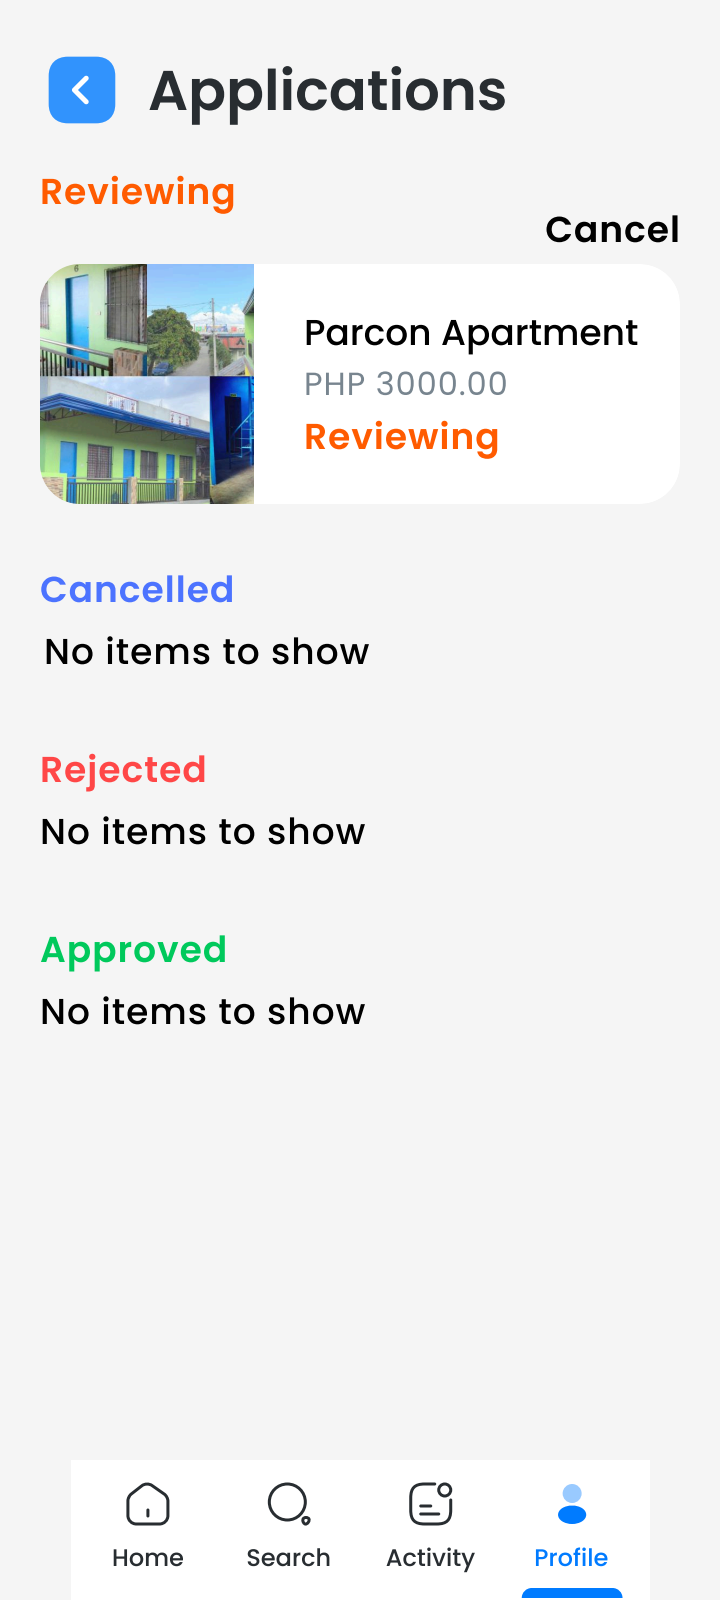 Applications
Reviewing
Cancel
6
Parcon Apartment
PHP 3000.00
Reviewing
Cancelled
No items to show
Rejected
No items to show
Approved
No items to show
Home
Search
Activity
Profile